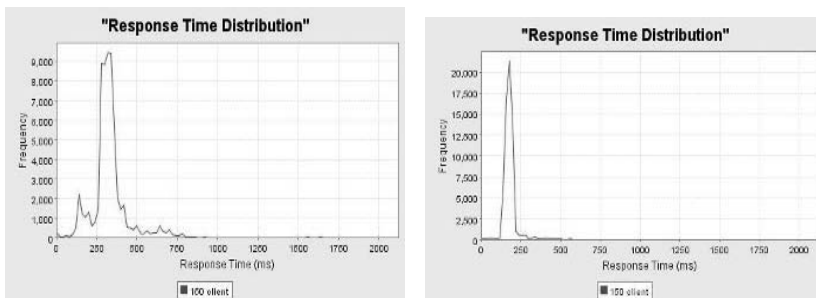 "Response Time Distribution"
9,000
8,000
7,000
6,000
5,000
4,000
3,000
2,000
1,000
0
Frequency
0 250 500 750 1000 1250 1500 1750 2000
Response Time (ms)
150 client
"Response Time Distribution"
20,000
17,500
15,000
12,500
10,000
7,500
5,000
2,500
0
Frequency
0 250 500 750 1000 1250 1500 1750 2000
Response Time (ms)
150 client